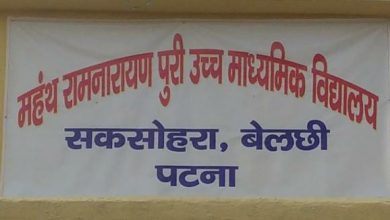 महंथ रामनारायण पुरी उच्च माध्यमिक विद्यालय
सकसोहरा, बेलछी
पटना